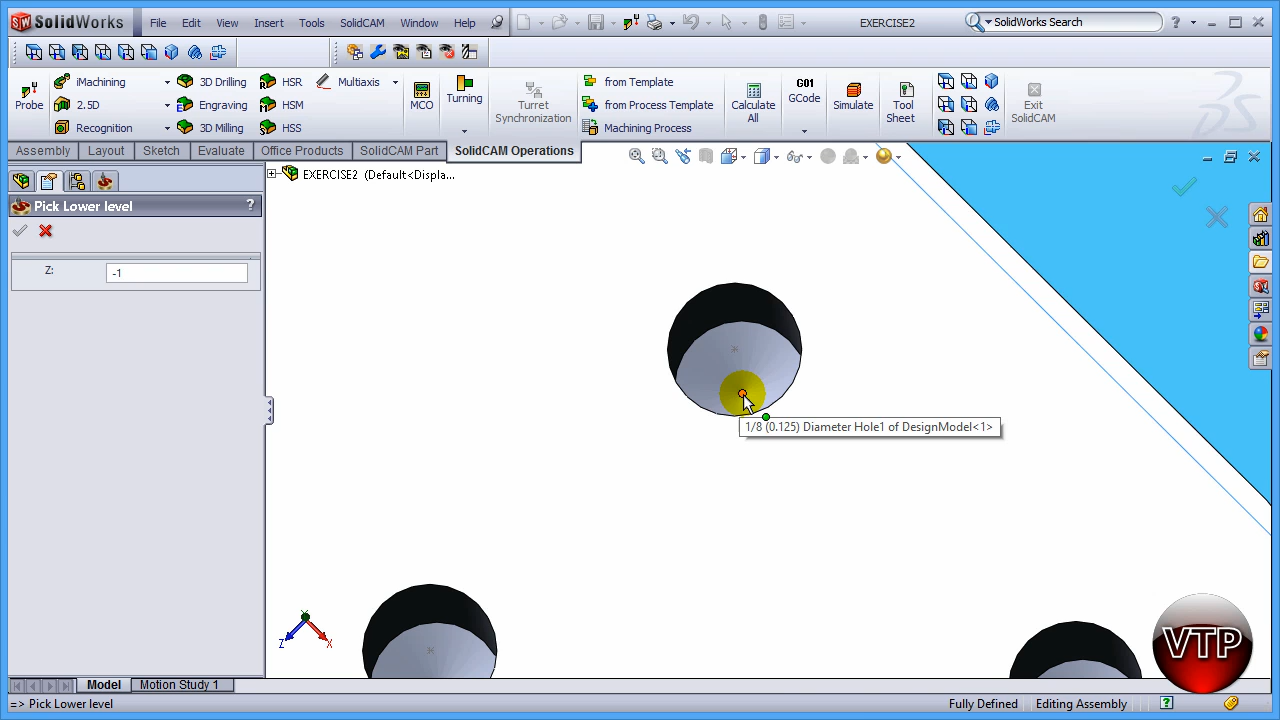 SolidWorks File Edit View Insert Tools SolidCAM Window Help EXERCISE2 SolidWorks Search ?
Probe iMachining 3D Drilling HSR Multiaxis MCO Turning Turret Synchronization from Template Calculate All GCode Simulate Tool Sheet Exit SolidCAM
2.5D Engraving HSM from Process Template
Recognition 3D Milling HSS Machining Process
G01
Assembly Layout Sketch Evaluate Office Products SolidCAM Part SolidCAM Operations
EXERCISE2 (Default<Displa...
Pick Lower level ?
Z: -1
1/8 (0.125) Diameter Hole1 of DesignModel<1>
Y
Z X
VTP
Model Motion Study 1
=> Pick Lower level Fully Defined Editing Assembly ?